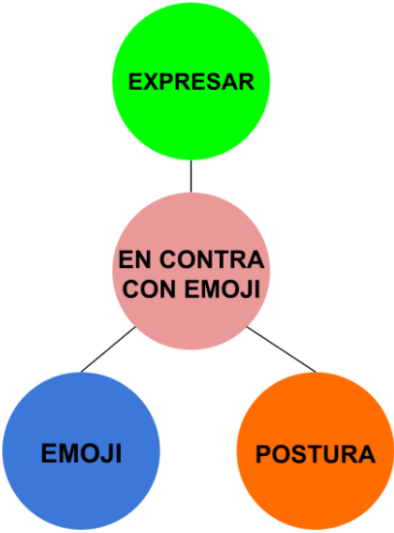 EXPRESAR
EN CONTRA
CON EMOJI
EMOJI
POSTURA